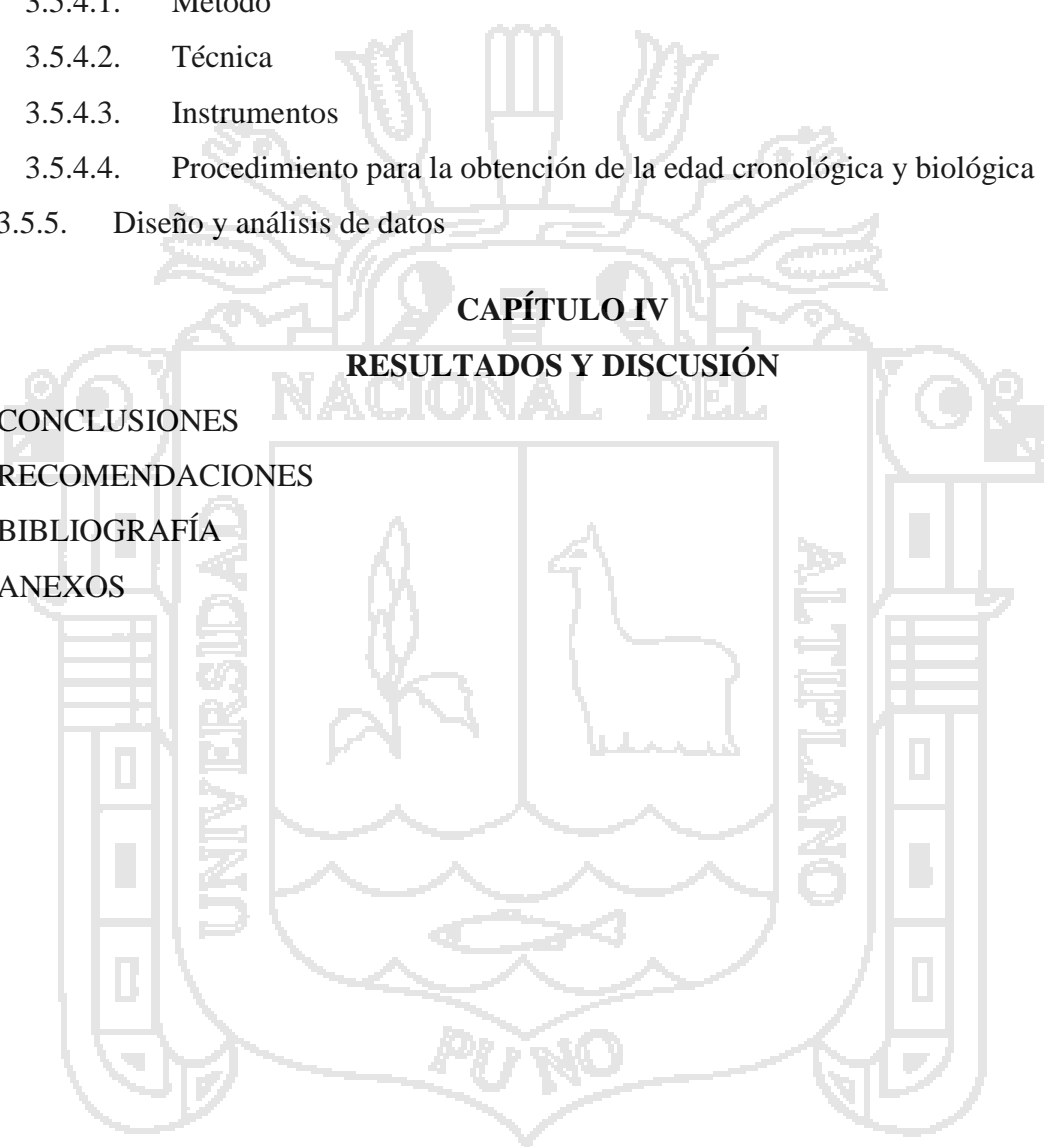 3.5.4.1. Método
3.5.4.2. Técnica
3.5.4.3. Instrumentos
3.5.4.4. Procedimiento para la obtención de la edad cronológica y biológica
3.5.5. Diseño y análisis de datos
CAPÍTULO IV
RESULTADOS Y DISCUSIÓN
CONCLUSIONES
RECOMENDACIONES
BIBLIOGRAFÍA
ANEXOS
UNIVERSIDAD
NACIONAL DEL
ALTIPLANO
PUNO